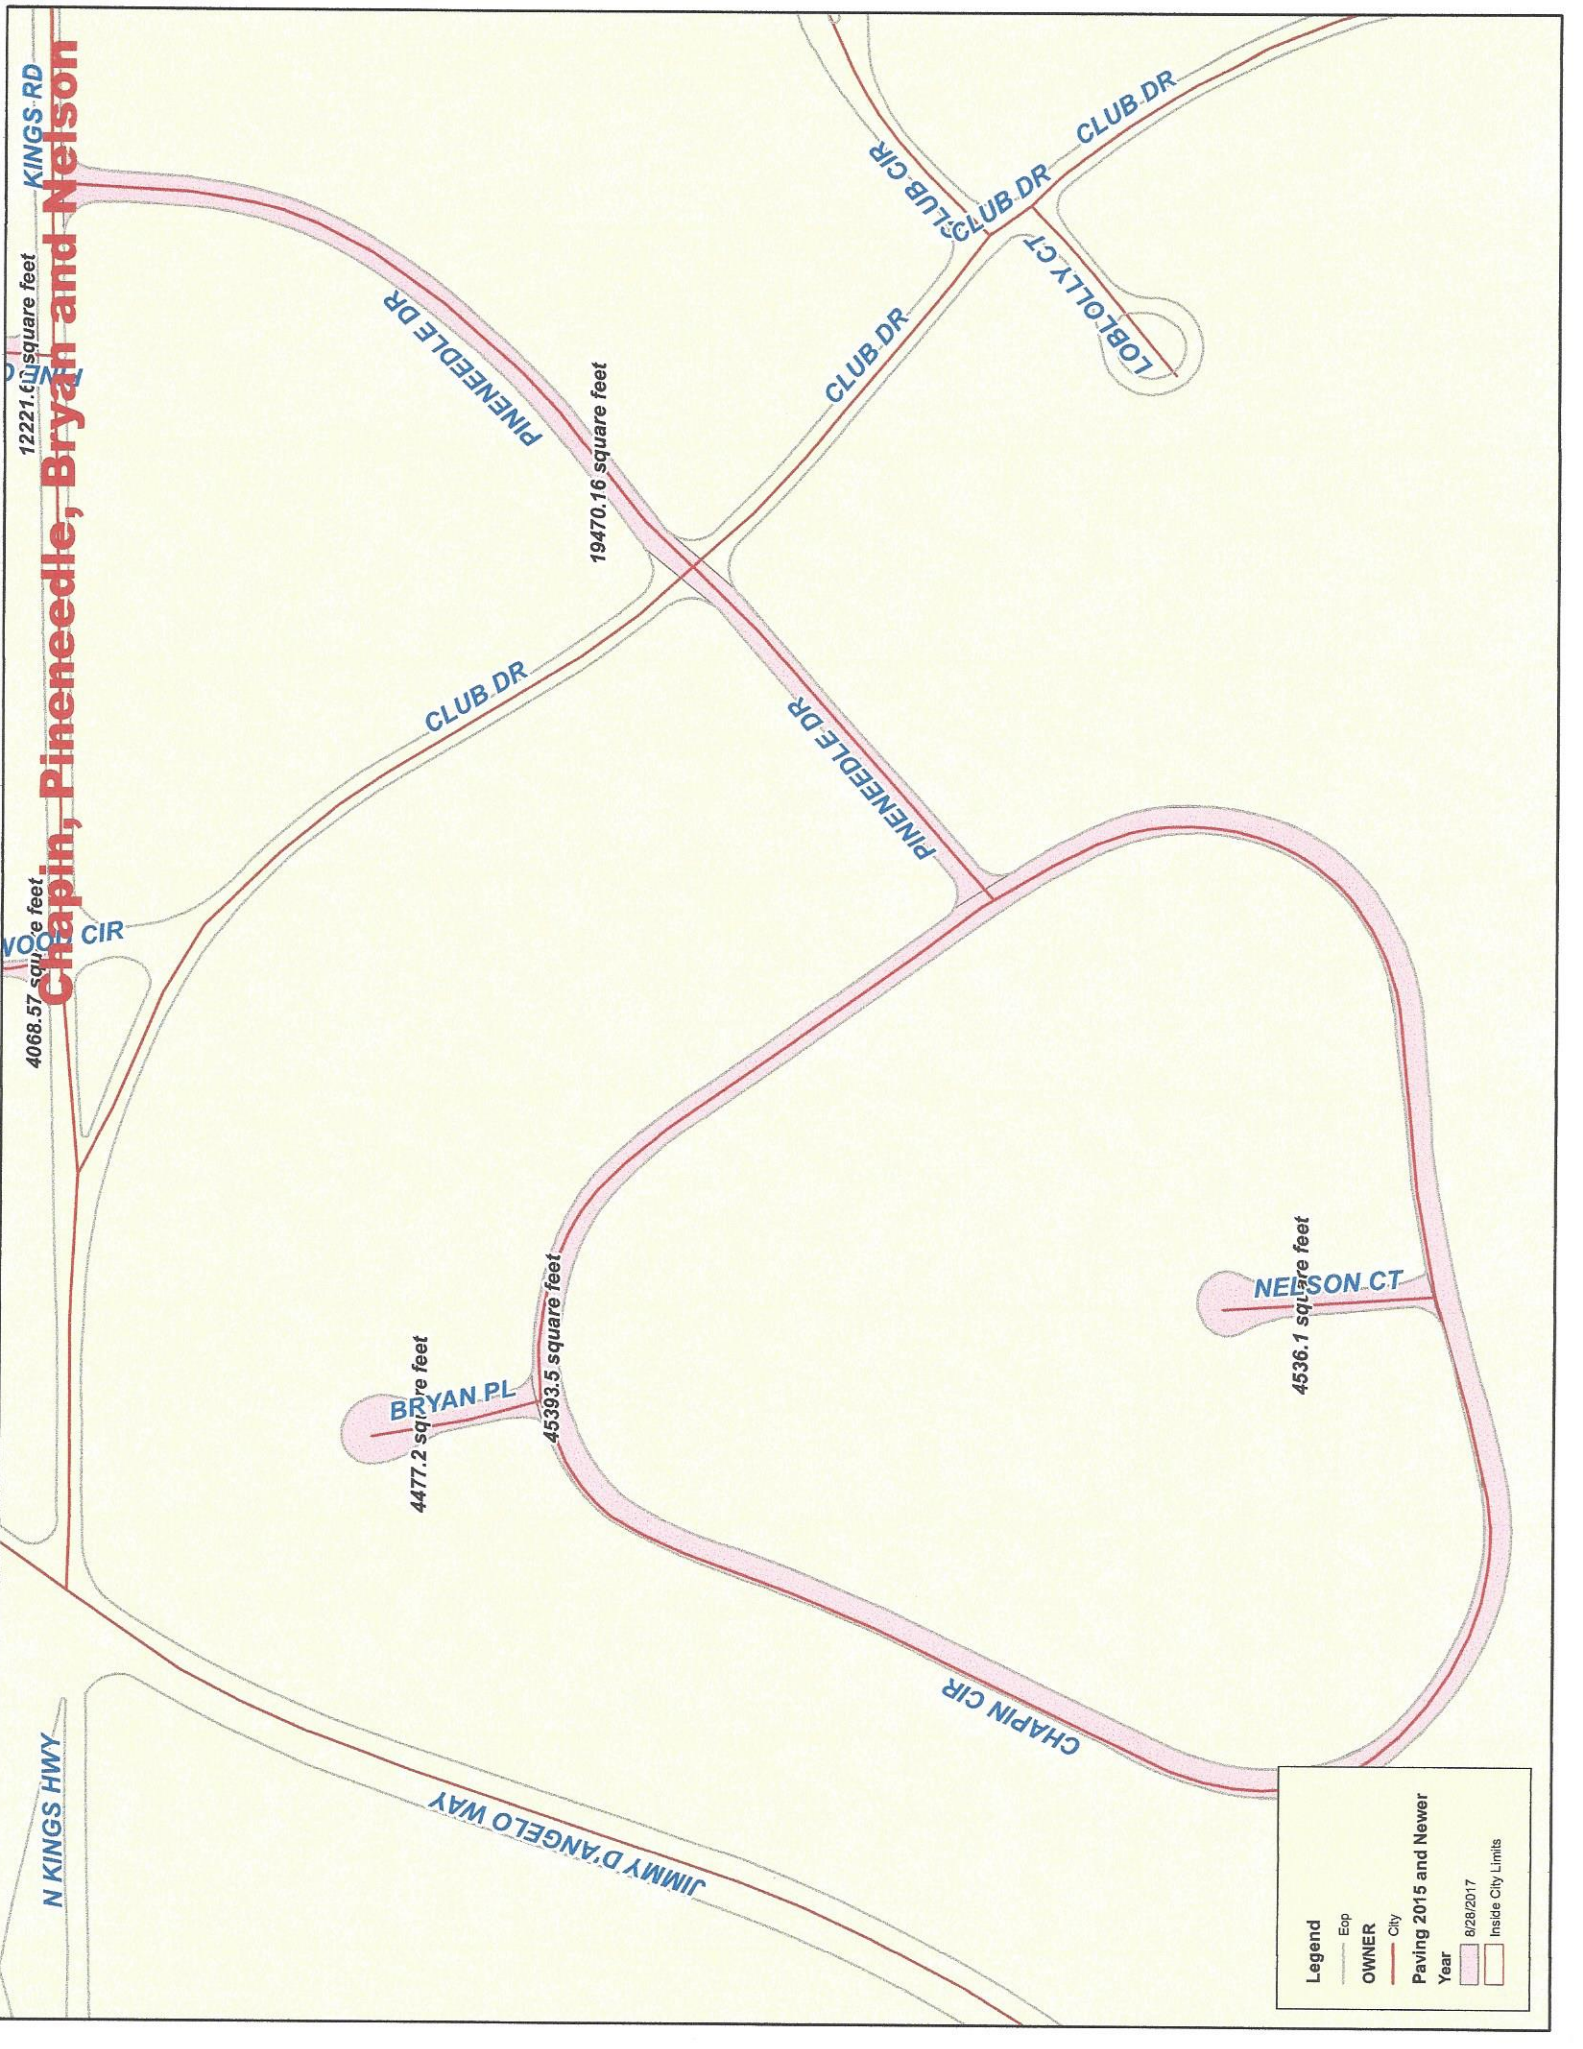 Chapin, Pineneedle, Bryan and Nelson
KINGS RD
12221.6 square feet
PINE
4068.57 square feet
WOOD CIR
N KINGS HWY
PINENEEDLE DR
19470.16 square feet
CLUB DR
CLUB CIR
CLUB DR
CLUB DR
CLUB DR
LOBLOLLY CT
PINENEEDLE DR
BRYAN PL
4477.2 square feet
45393.5 square feet
NELSON CT
4536.1 square feet
CHAPIN CIR
JIMMY D'ANGELO WAY
Legend
Eop
OWNER
City
Paving 2015 and Newer
Year
8/28/2017
Inside City Limits